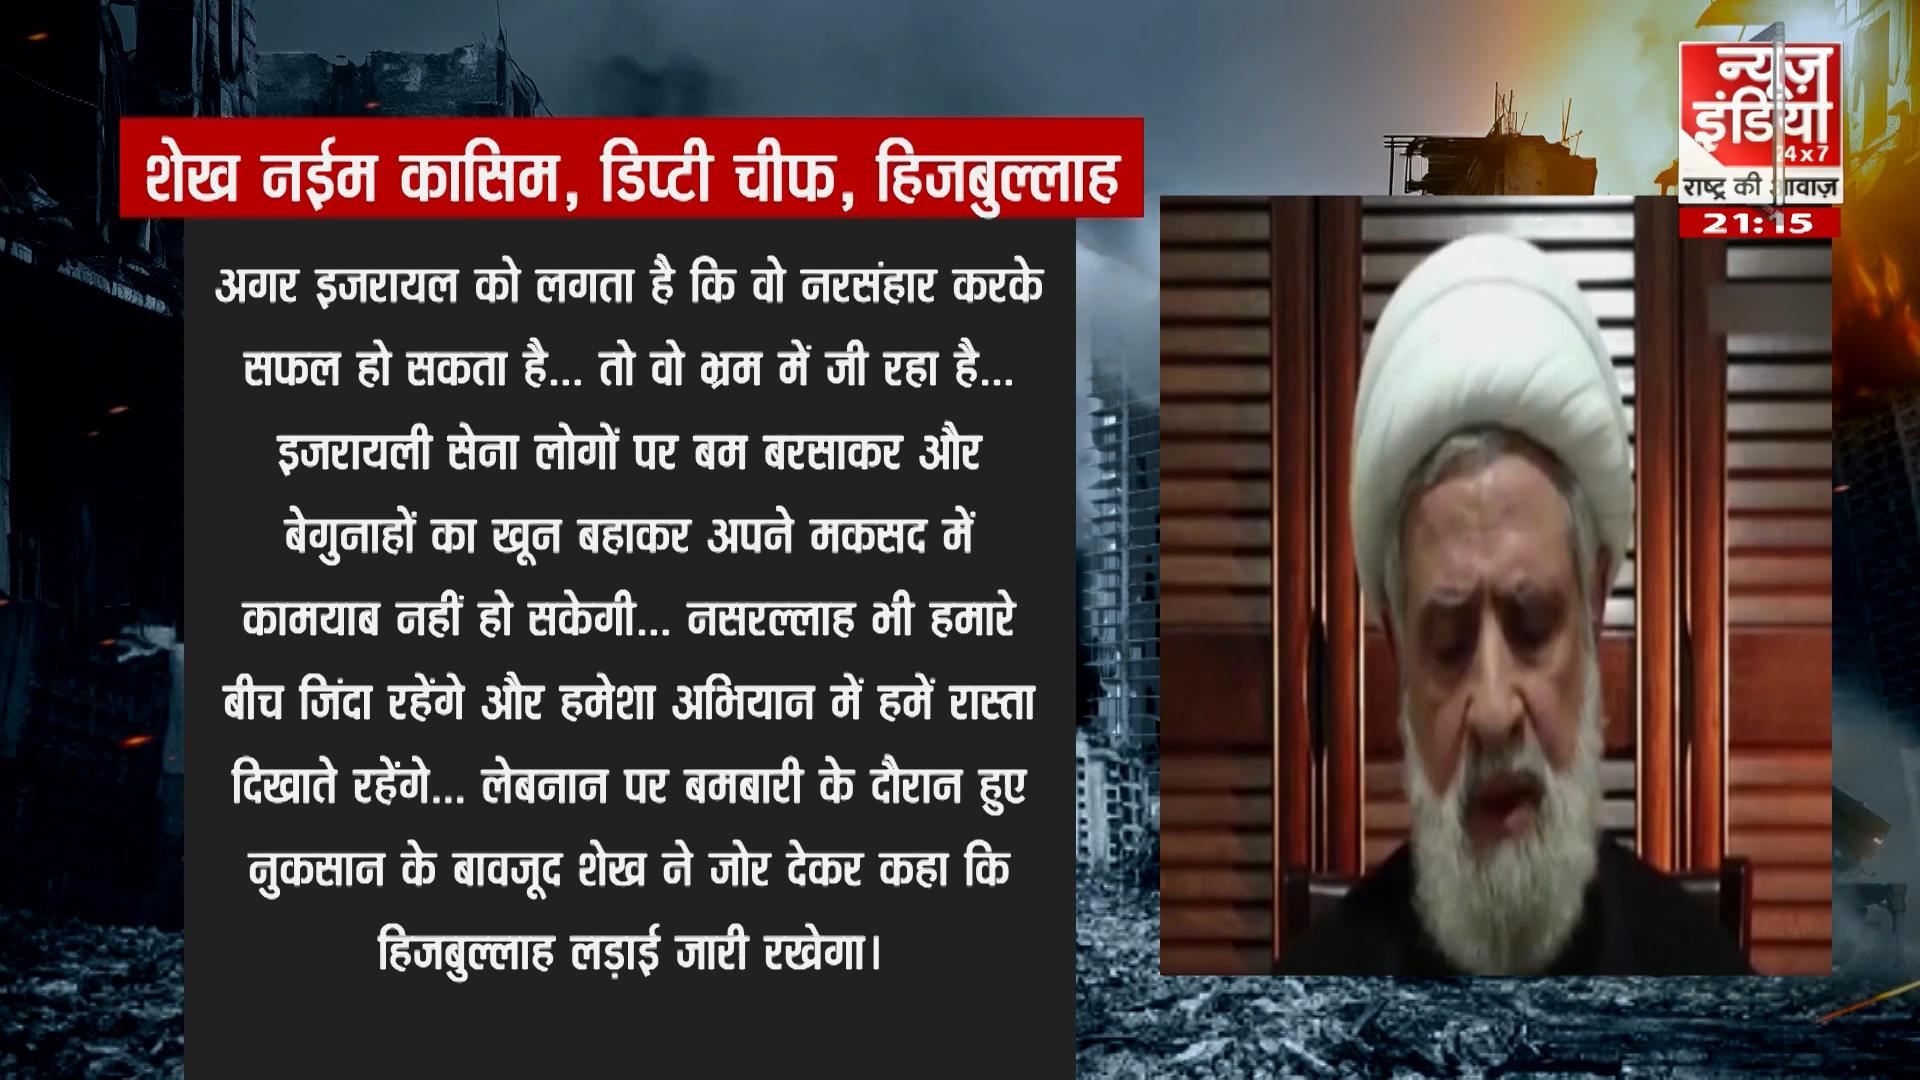 न्यूज़
इंडिया
24x7
राष्ट्र की आवाज़
21:15
शेख नईम कासिम, डिप्टी चीफ, हिजबुल्लाह
अगर इजरायल को लगता है कि वो नरसंहार करके
सफल हो सकता है... तो वो भ्रम में जी रहा है...
इजरायली सेना लोगों पर बम बरसाकर और
बेगुनाहों का खून बहाकर अपने मकसद में
कामयाब नहीं हो सकेगी... नसरल्लाह भी हमारे
बीच जिंदा रहेंगे और हमेशा अभियान में हमें रास्ता
दिखाते रहेंगे... लेबनान पर बमबारी के दौरान हुए
नुकसान के बावजूद शेख ने जोर देकर कहा कि
हिजबुल्लाह लड़ाई जारी रखेगा।